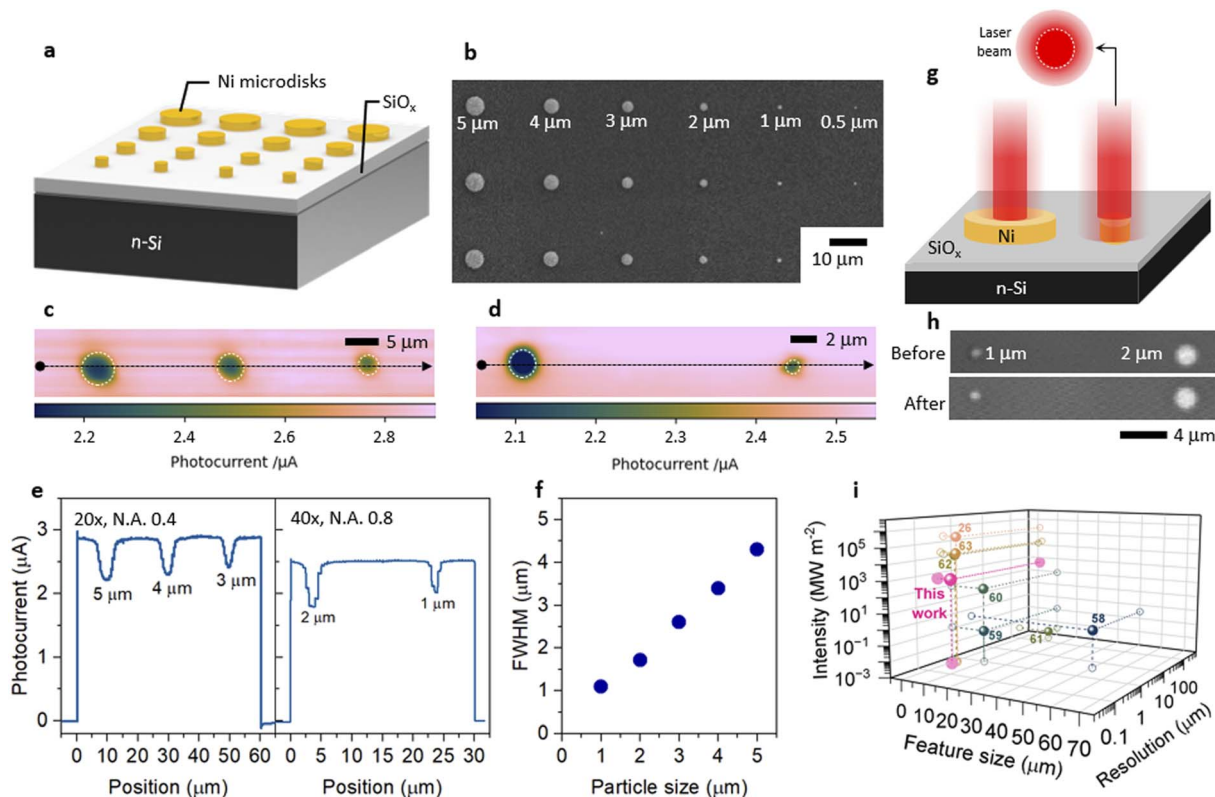 a
Ni microdisks
SiOx
n-Si
b
5 μm
4 μm
3 μm
2 μm
1 μm
0.5 μm
10 μm
c
5 μm
2.2
2.4
2.6
2.8
Photocurrent /μA
d
2 μm
2.1
2.2
2.3
2.4
2.5
Photocurrent /μA
g
Laser
beam
Ni
SiOx
n-Si
h
Before
1 μm
2 μm
After
4 μm
e
20x, N.A. 0.4
40x, N.A. 0.8
5 μm
4 μm
3 μm
2 μm
1 μm
Photocurrent (μA)
3
2
1
0
0
10
20
30
40
50
60
0
5
10
15
20
25
30
Position (μm)
Position (μm)
f
FWHM (μm)
5
4
3
2
1
0
0
1
2
3
4
5
Particle size (μm)
i
Intensity (MW m⁻²)
10⁵
10³
10¹
10⁻¹
10⁻³
26
63
62
This
work
60
59
61
58
0
10
20
30
40
50
60
70
Feature size (μm)
0.1
1
10
100
Resolution (μm)